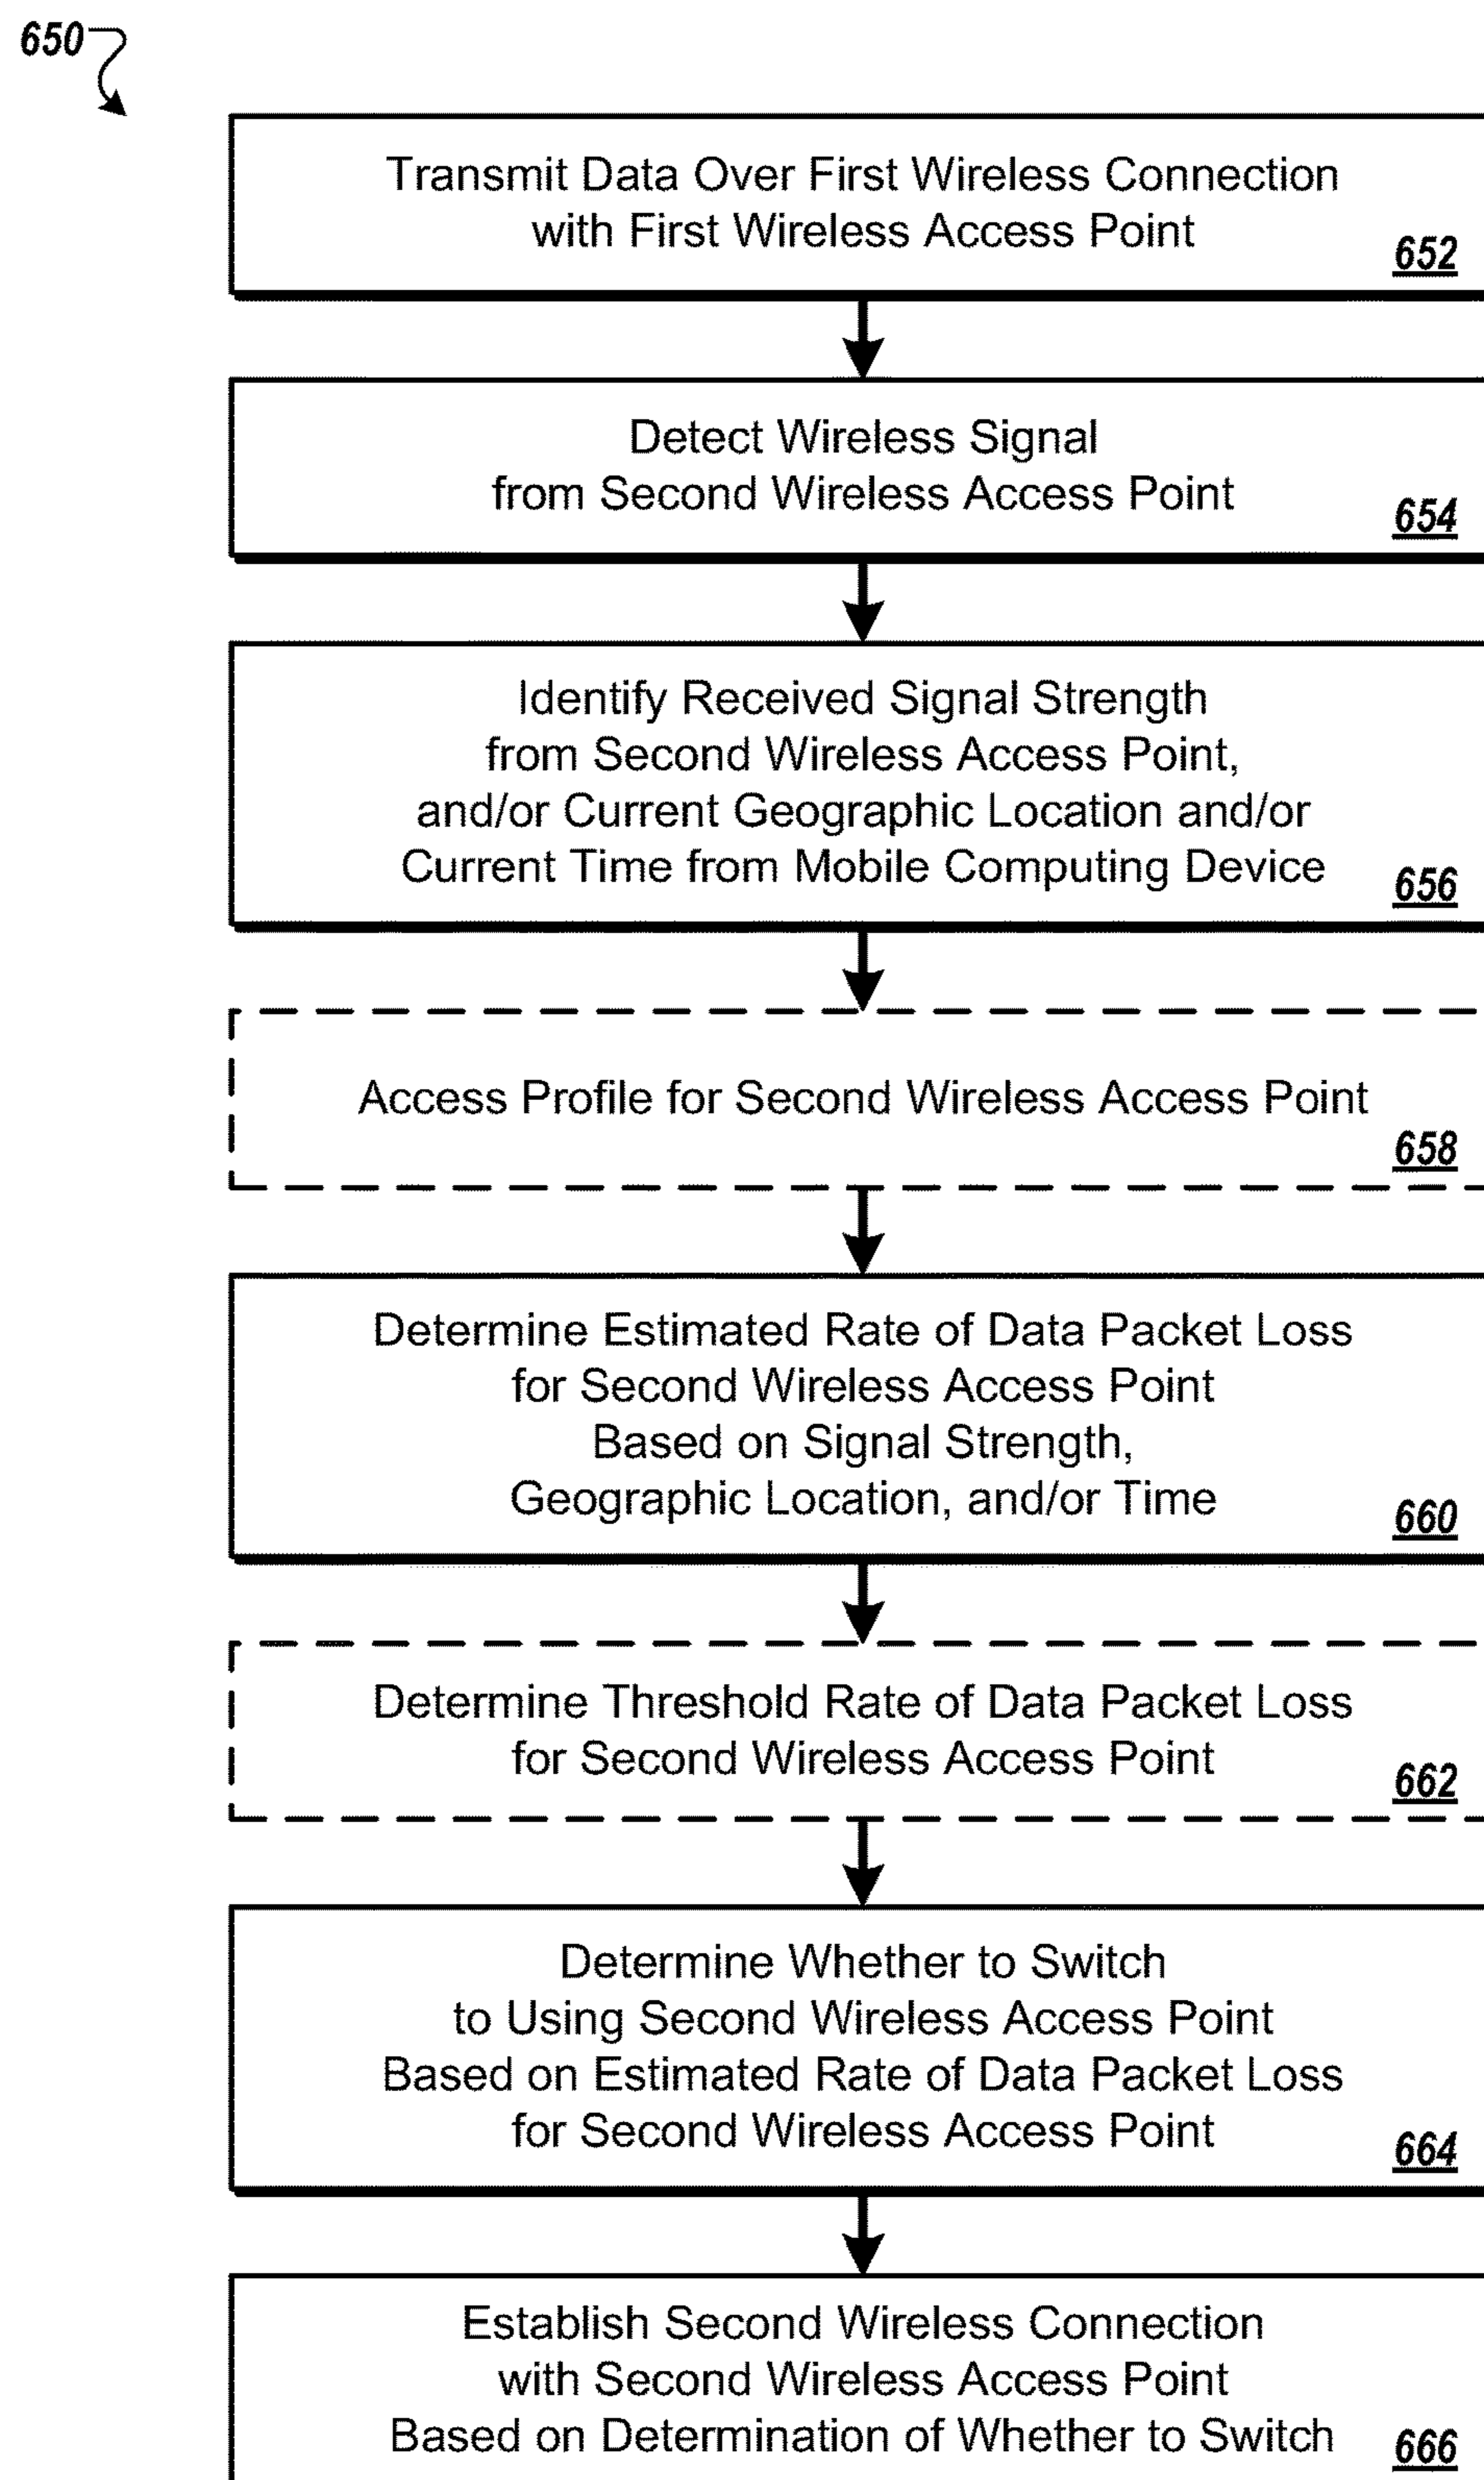 650
Transmit Data Over First Wireless Connection
with First Wireless Access Point
652
Detect Wireless Signal
from Second Wireless Access Point
654
Identify Received Signal Strength
from Second Wireless Access Point,
and/or Current Geographic Location and/or
Current Time from Mobile Computing Device
656
Access Profile for Second Wireless Access Point
658
Determine Estimated Rate of Data Packet Loss
for Second Wireless Access Point
Based on Signal Strength,
Geographic Location, and/or Time
660
Determine Threshold Rate of Data Packet Loss
for Second Wireless Access Point
662
Determine Whether to Switch
to Using Second Wireless Access Point
Based on Estimated Rate of Data Packet Loss
for Second Wireless Access Point
664
Establish Second Wireless Connection
with Second Wireless Access Point
Based on Determination of Whether to Switch
666